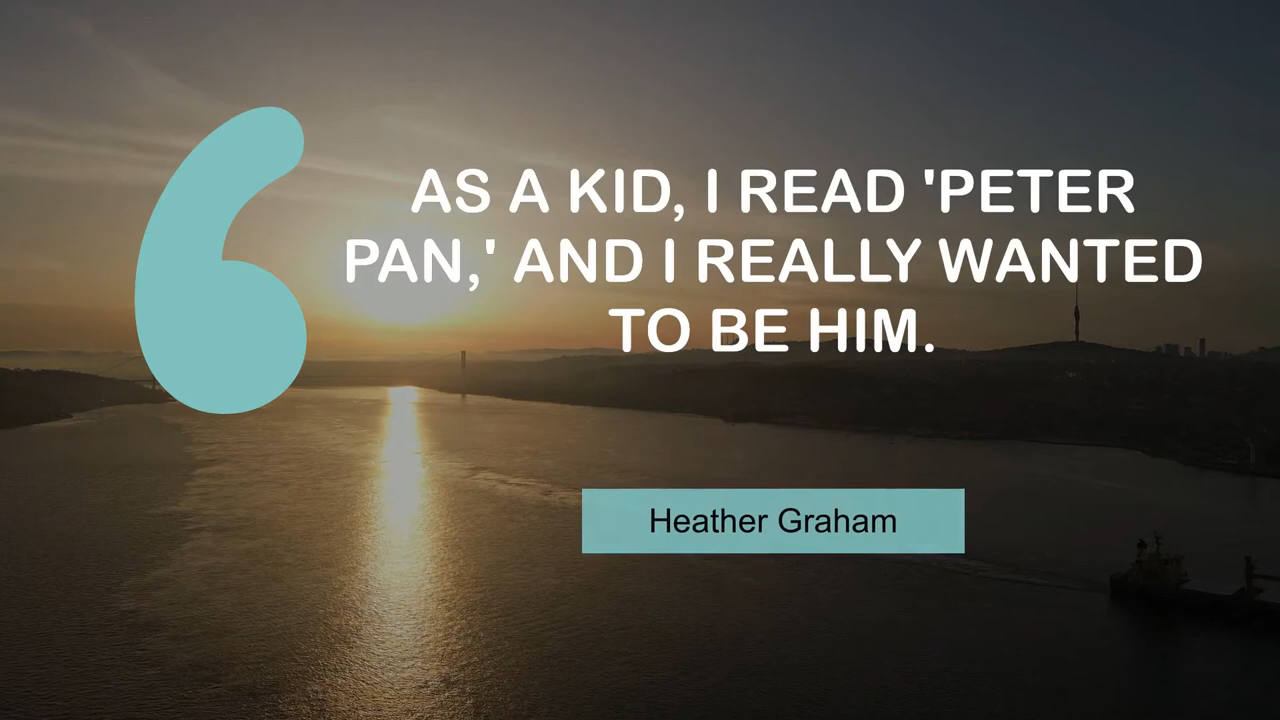 AS A KID, I READ 'PETER
PAN,' AND I REALLY WANTED
TO BE HIM.
Heather Graham